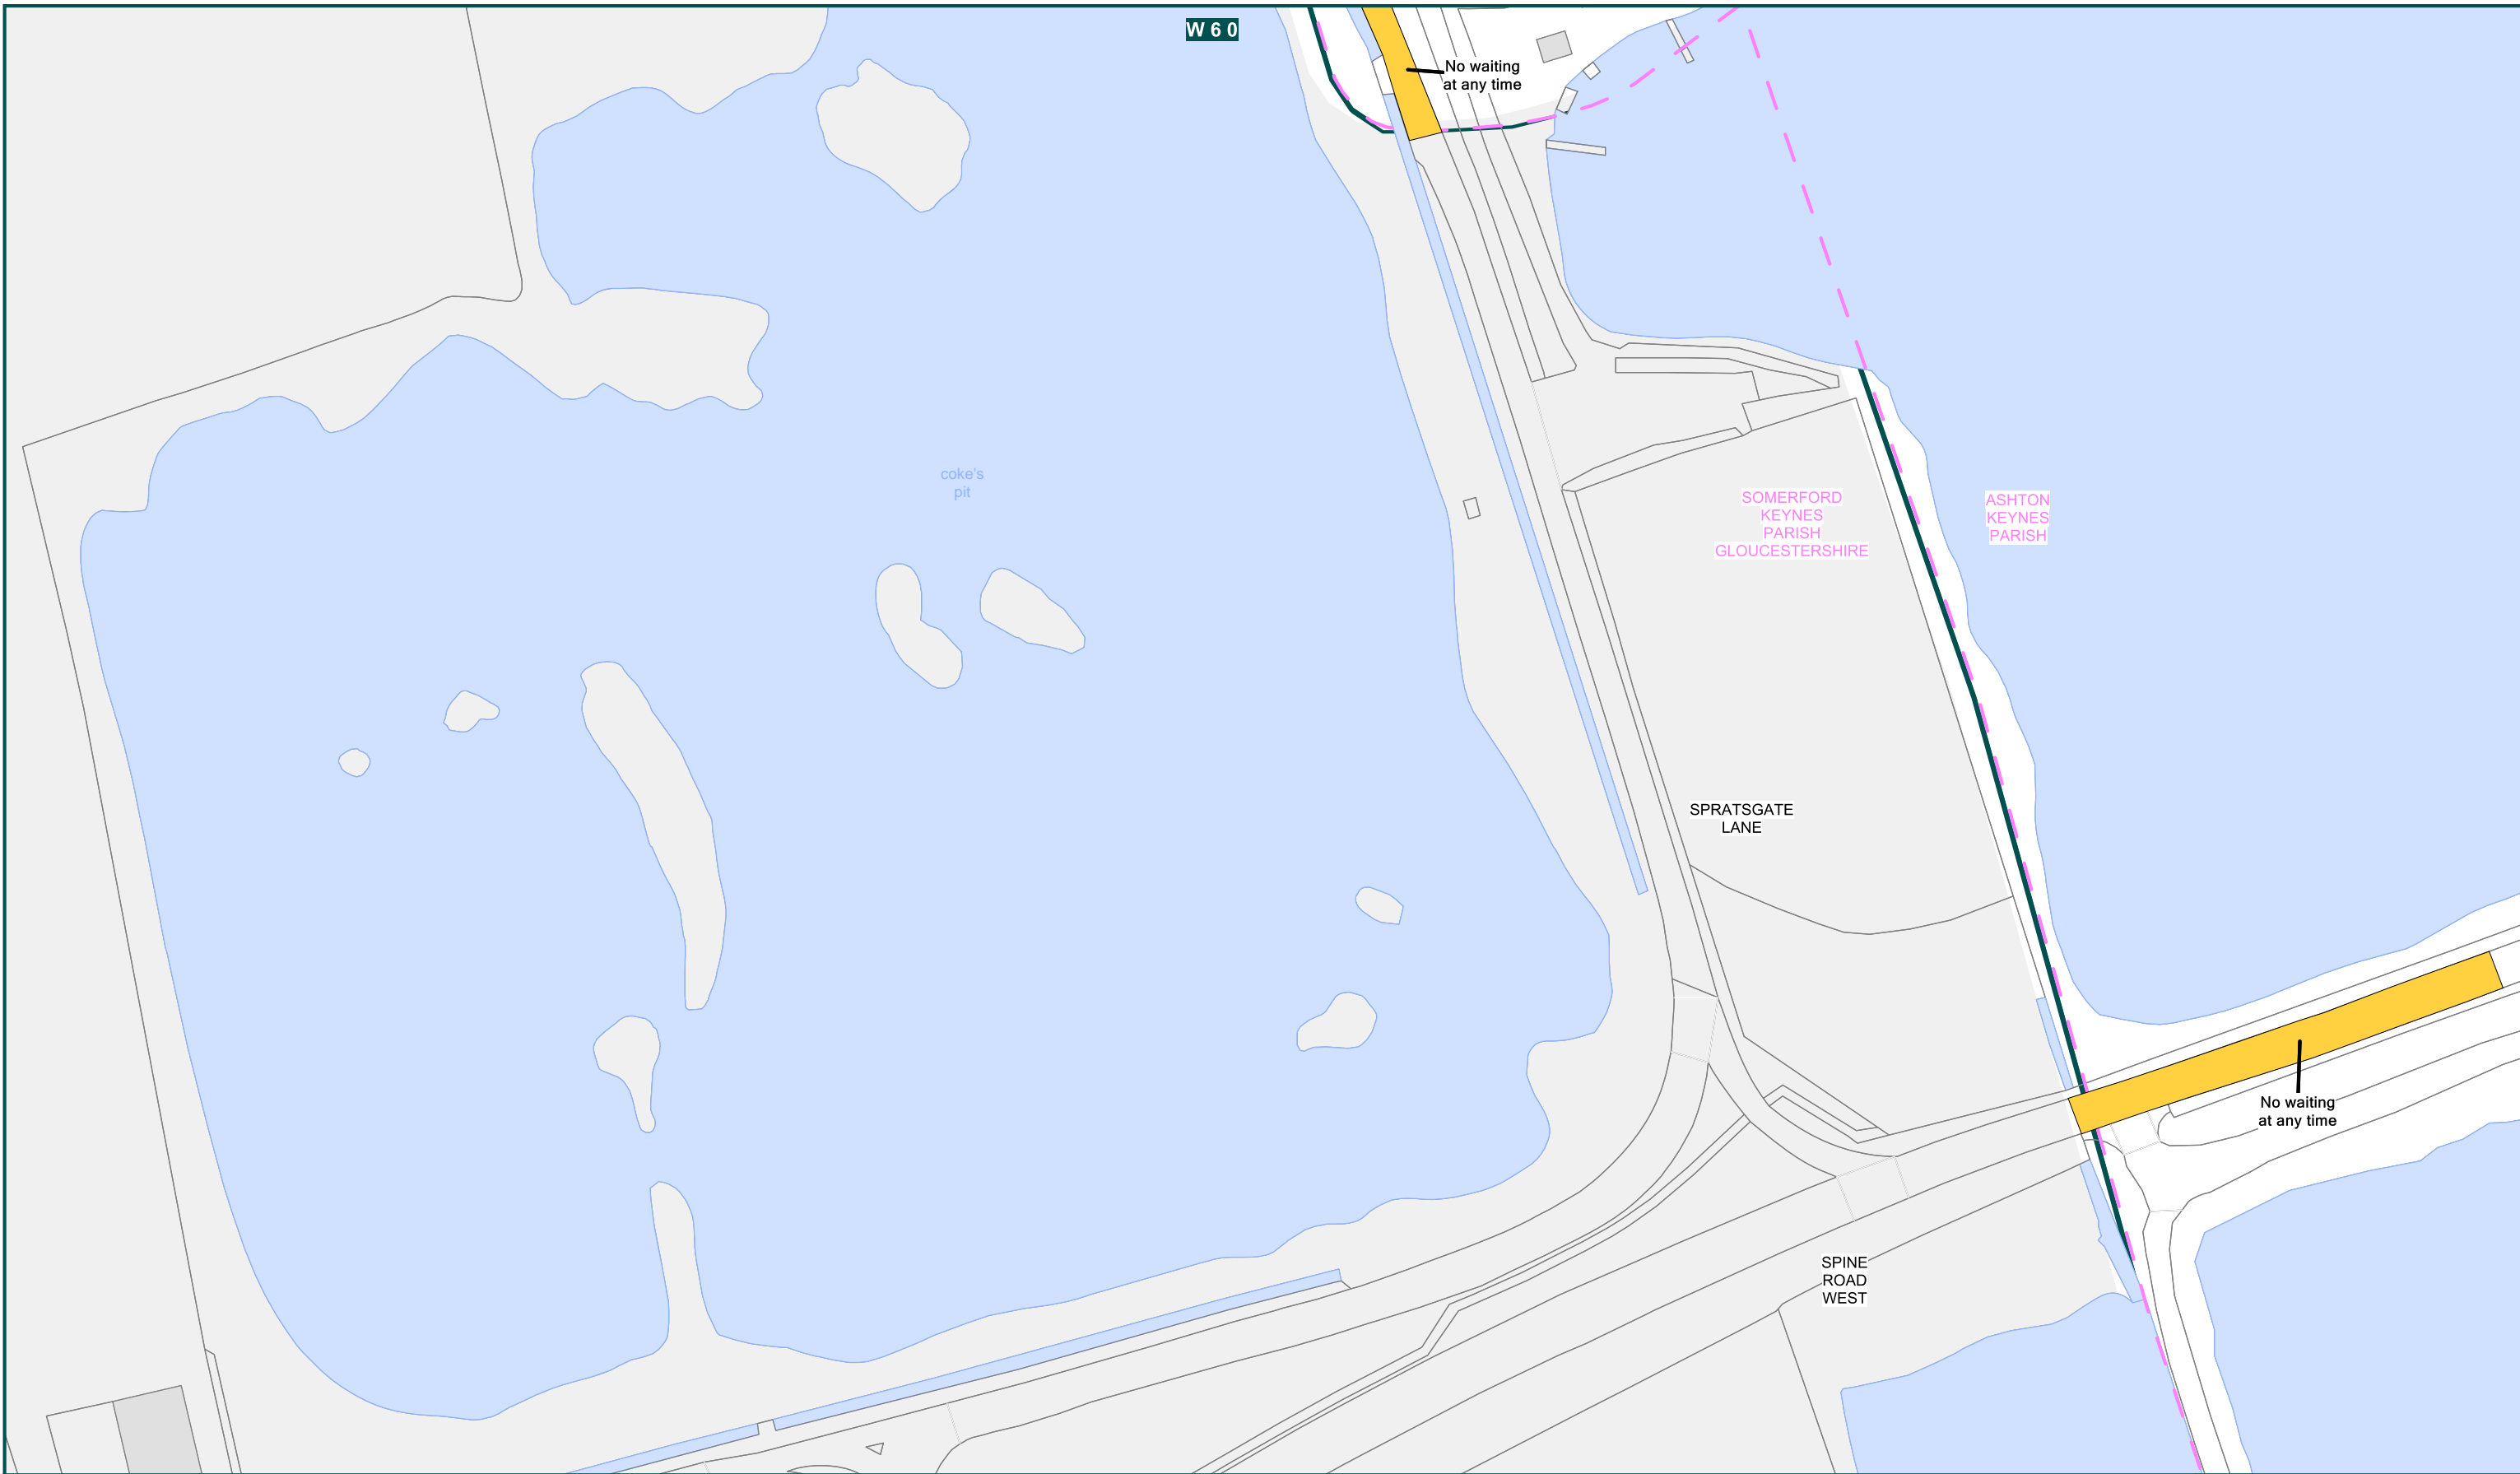 W 6 0
No waiting
at any time
coke's
pit
SOMERFORD
KEYNES
PARISH
GLOUCESTERSHIRE
ASHTON
KEYNES
PARISH
SPRATSGATE
LANE
No waiting
at any time
SPINE
ROAD
WEST